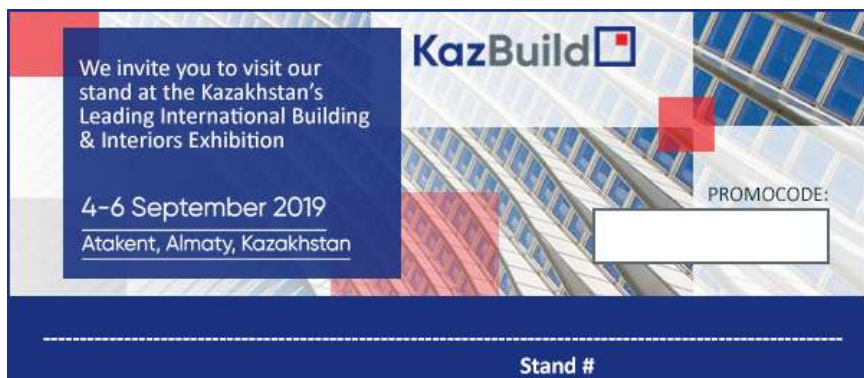 We invite you to visit our
stand at the Kazakhstan's
Leading International Building
& Interiors Exhibition
4-6 September 2019
Atakent, Almaty, Kazakhstan
KazBuild
PROMOCODE:
Stand #